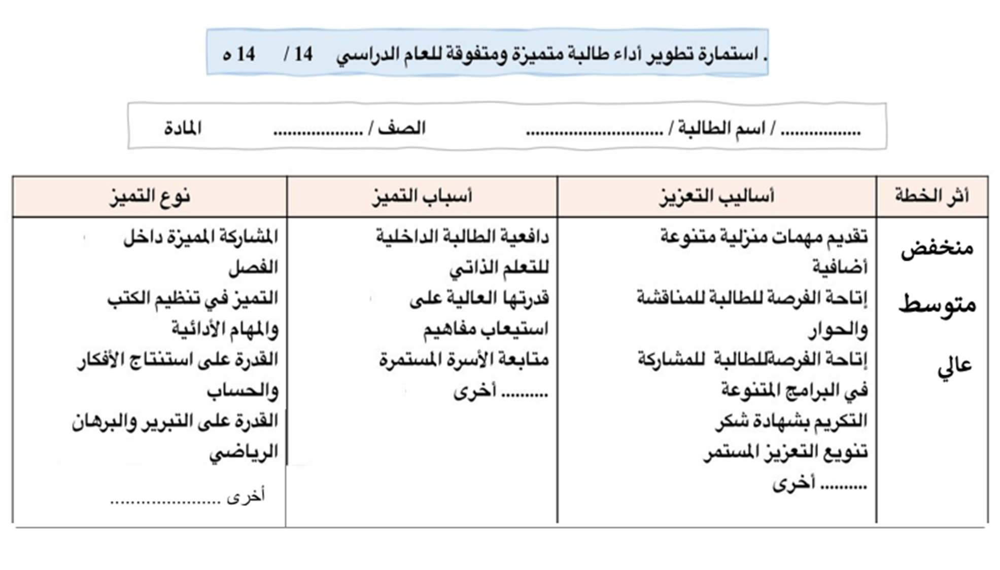 . استمارة تطوير أداء طالبة متميزة ومتفوقة للعام الدراسي 14 / 14 ه
................. / اسم الطالبة / ............................. الصف / ................... المادة
أثر الخطة
منخفض
متوسط
عالي
أساليب التعزيز
تقديم مهمات منزلية متنوعة
أضافية
إتاحة الفرصة للطالبة للمناقشة
والحوار
إتاحة الفرصةللطالبة للمشاركة
في البرامج المتنوعة
التكريم بشهادة شكر
تنويع التعزيز المستمر
.......... أخرى
أسباب التميز
دافعية الطالبة الداخلية
للتعلم الذاتي
قدرتها العالية على
استيعاب مفاهيم
متابعة الأسرة المستمرة
.......... أخرى
نوع التميز
المشاركة المميزة داخل
الفصل
التميز في تنظيم الكتب
والمهام الأدائية
القدرة على استنتاج الأفكار
والحساب
القدرة على التبرير والبرهان
الرياضي
أخرى .....................